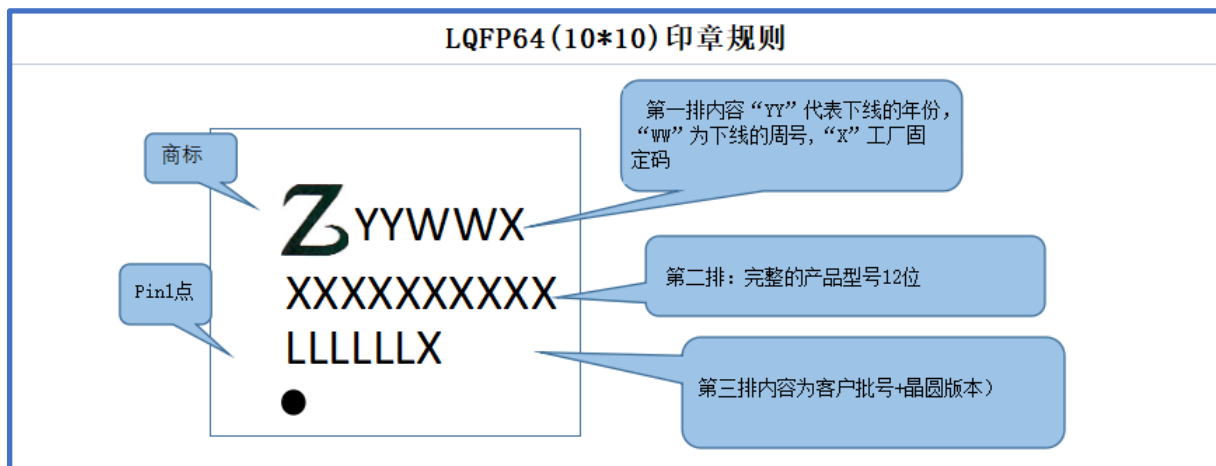 LQFP64(10*10)印章规则
第一排内容“YY”代表下线的年份，
“WW”为下线的周号，“X”工厂固
定码
商标
Z YYWWX
第二排：完整的产品型号12位
Pin1点
XXXXXXXXXX
LLLLLLX
第三排内容为客户批号+晶圆版本）